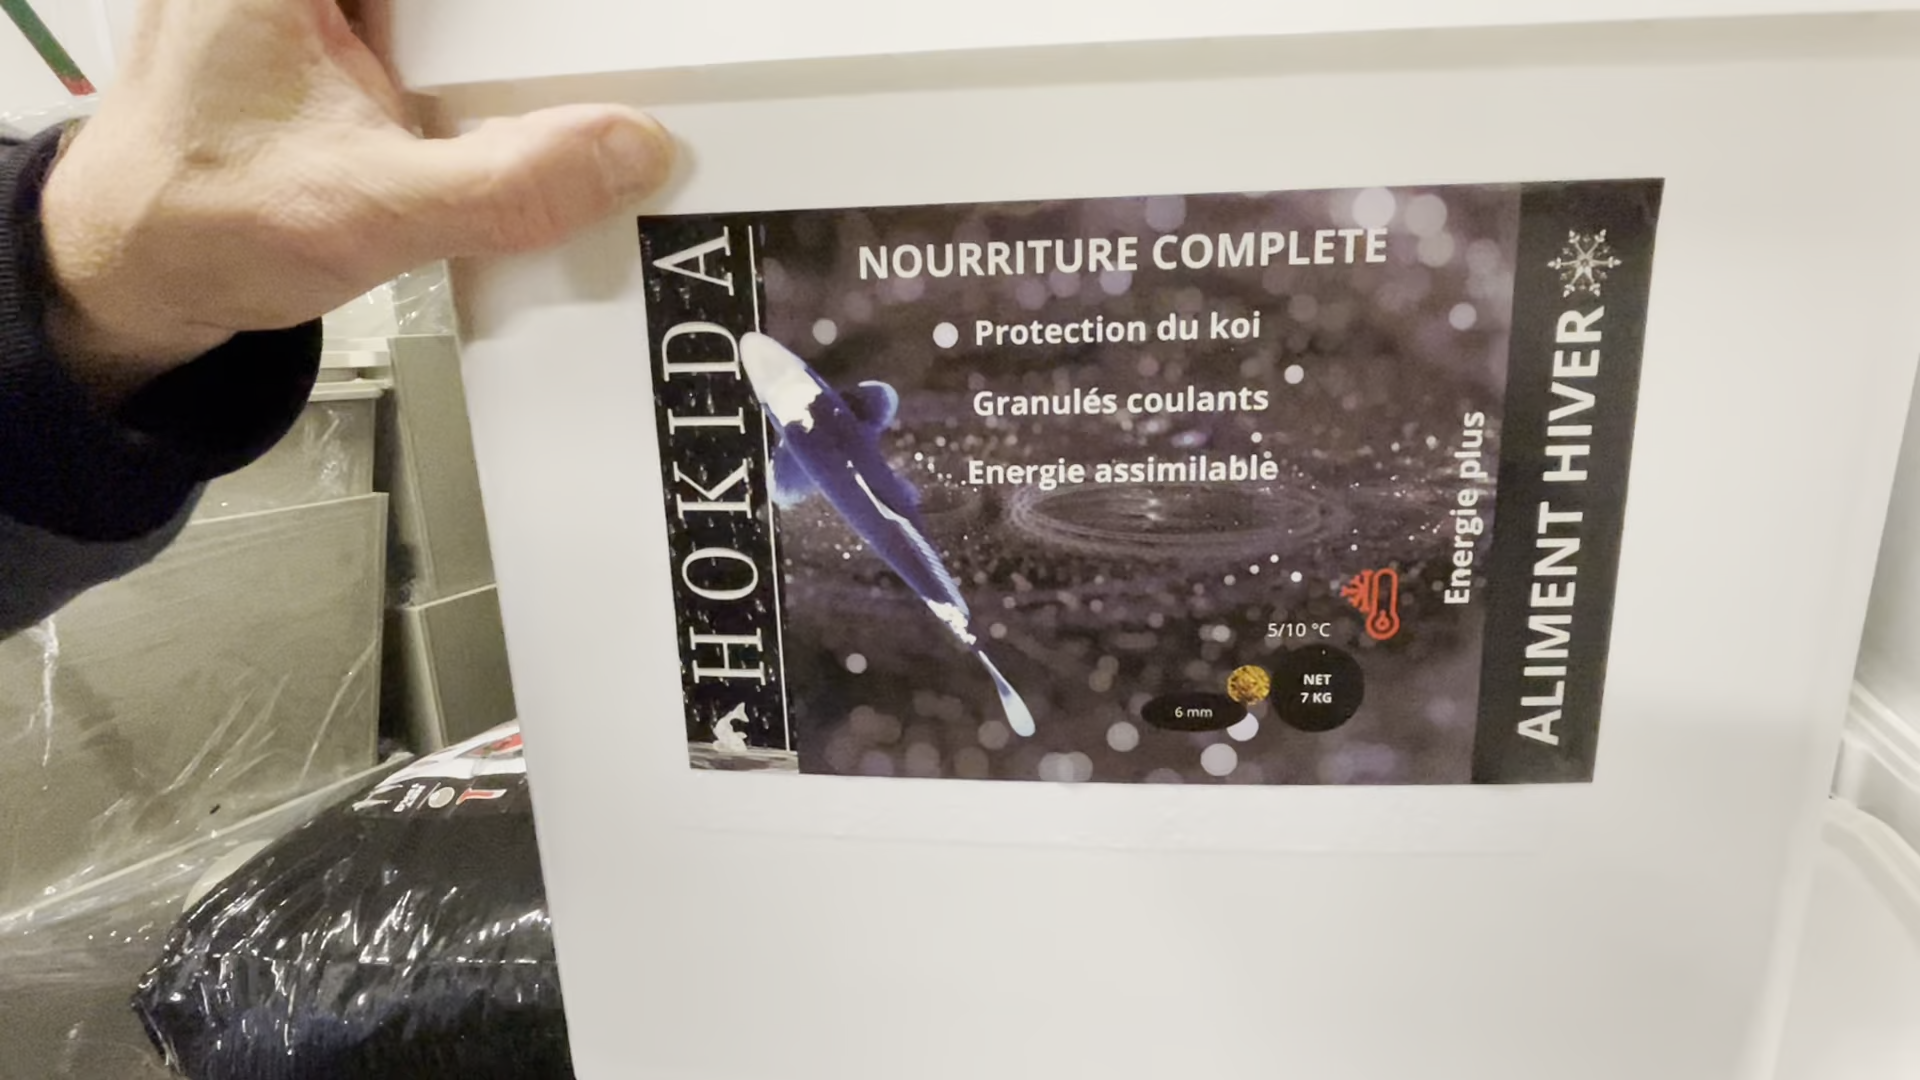 HOKIDA
NOURRITURE COMPLETE
Protection du koi
Granulés coulants
Energie assimilable
Energie plus
ALIMENT HIVER
5/10 °C
NET
7 KG
6 mm